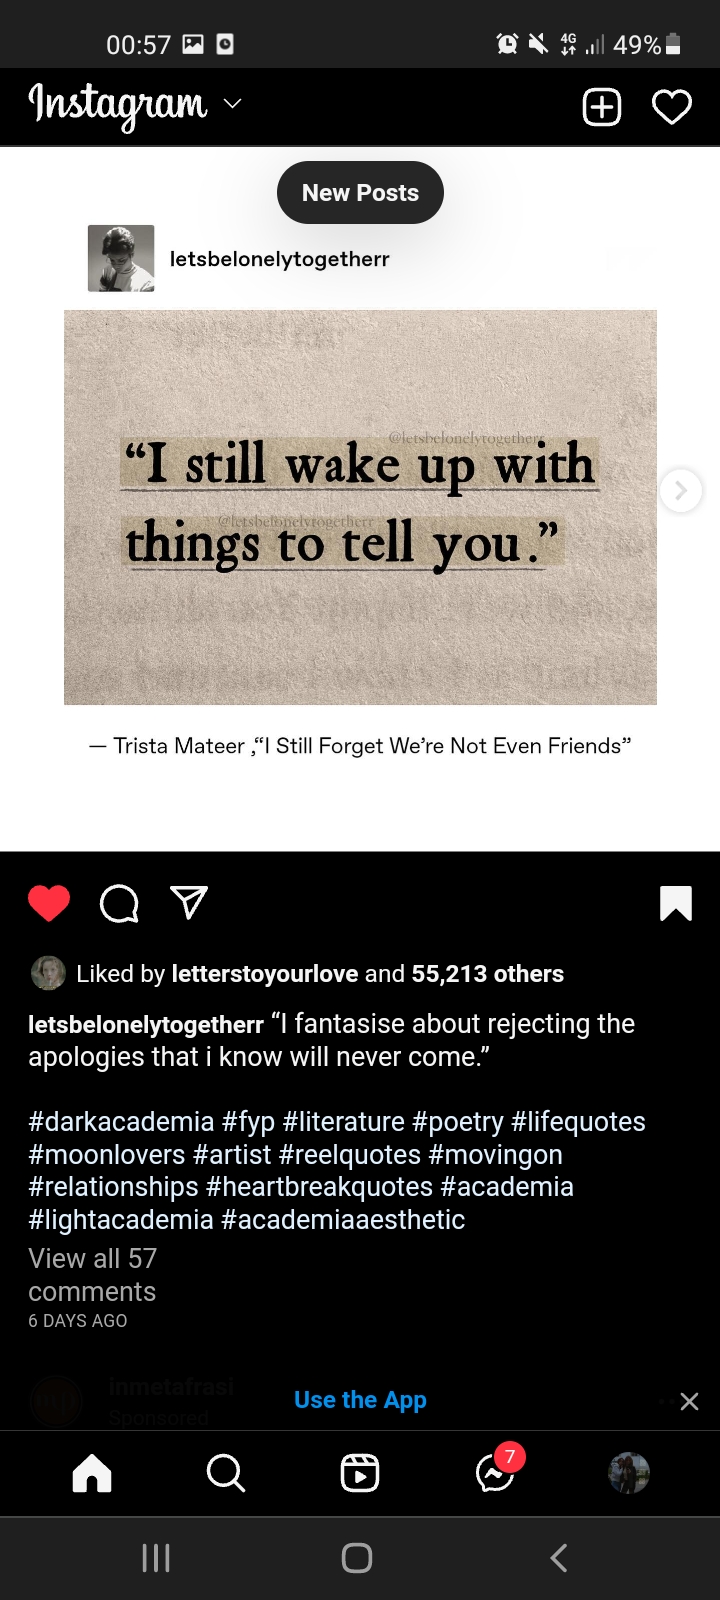 00:57
4G
49%
Instagram
New Posts
letsbelonelytogetherr
@letsbelonelytogetherr
“I still wake up with
@letsbelonelytogetherr
things to tell you.”
— Trista Mateer ,“I Still Forget We’re Not Even Friends”
Liked by letterstoyourlove and 55,213 others
letsbelonelytogetherr “I fantasise about rejecting the
apologies that i know will never come.”
#darkacademia #fyp #literature #poetry #lifequotes
#moonlovers #artist #reelquotes #movingon
#relationships #heartbreakquotes #academia
#lightacademia #academiaaesthetic
View all 57
comments
6 DAYS AGO
inmetafrasi
Sponsored
Use the App
7